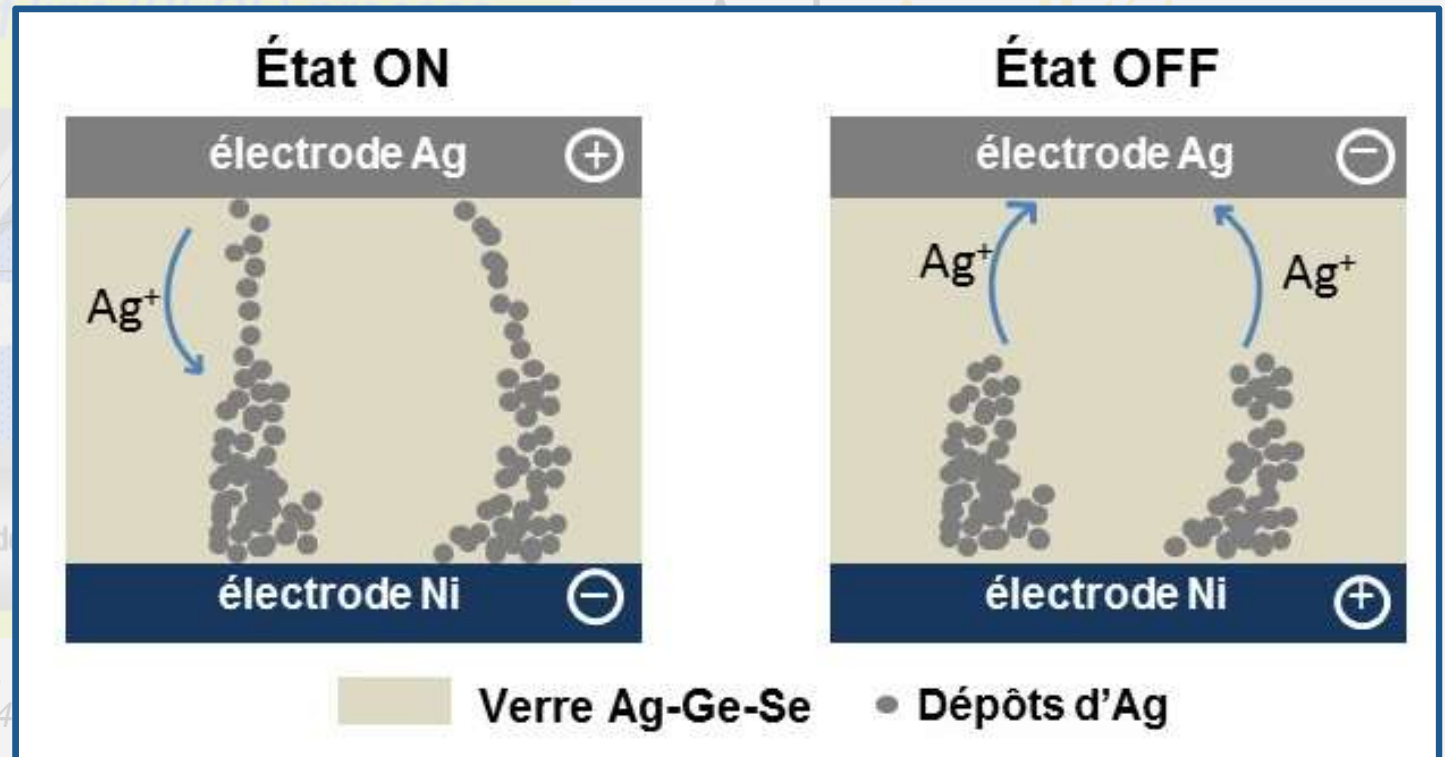 État ON
État OFF
électrode Ag +
électrode Ag −
Ag⁺
Ag⁺
Ag⁺
électrode Ni −
électrode Ni +
Verre Ag-Ge-Se
Dépôts d'Ag